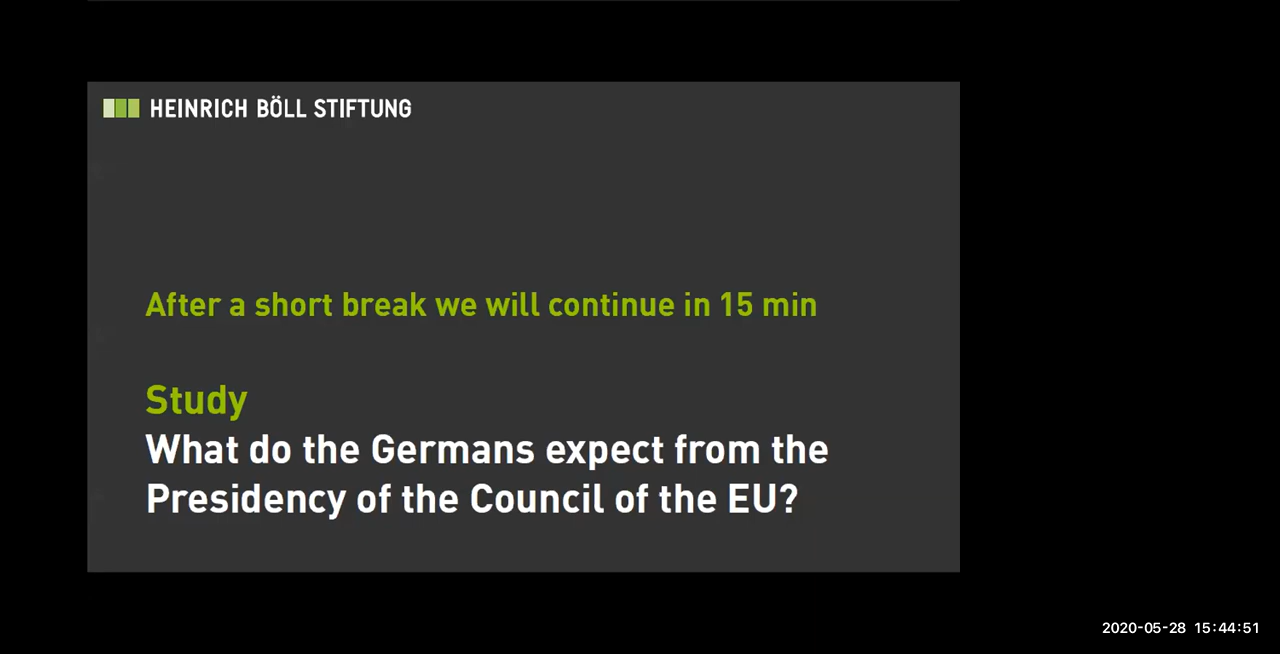 HEINRICH BÖLL STIFTUNG
After a short break we will continue in 15 min
Study
What do the Germans expect from the
Presidency of the Council of the EU?
2020-05-28 15:44:51